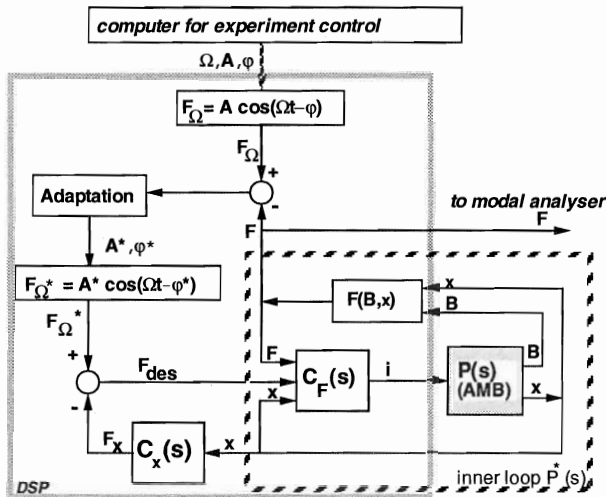 computer for experiment control
Ω, A, φ
F_Ω = A cos(Ωt−φ)
F_Ω
+
-
Adaptation
to modal analyser
F
F
A*, φ*
F_Ω* = A* cos(Ωt−φ*)
F(B,x)
x
B
F_Ω*
+
-
F_des
F
x
C_F(s)
i
P(s)
(AMB)
B
x
F_x
C_x(s)
x
DSP
inner loop P*(s)